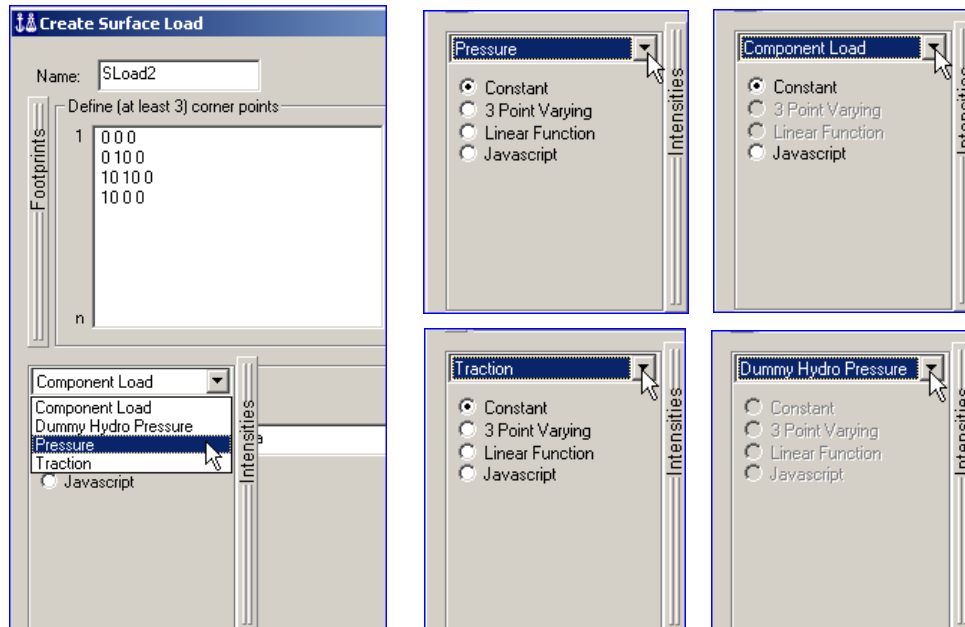 Create Surface Load
Name: SLoad2
Footprints
Define (at least 3) corner points
1 0 0 0
0 10 0
10 10 0
10 0 0
n
Component Load
Component Load
Dummy Hydro Pressure
Pressure
Traction
Javascript
Intensities
a
Pressure
Constant
3 Point Varying
Linear Function
Javascript
Intensities
Component Load
Constant
3 Point Varying
Linear Function
Javascript
Intensities
Traction
Constant
3 Point Varying
Linear Function
Javascript
Intensities
Dummy Hydro Pressure
Constant
3 Point Varying
Linear Function
Javascript
Intensities